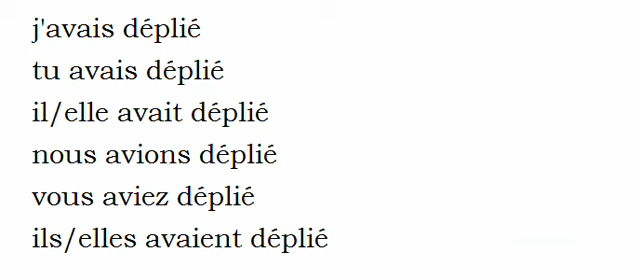 j'avais déplié
tu avais déplié
il/elle avait déplié
nous avions déplié
vous aviez déplié
ils/elles avaient déplié